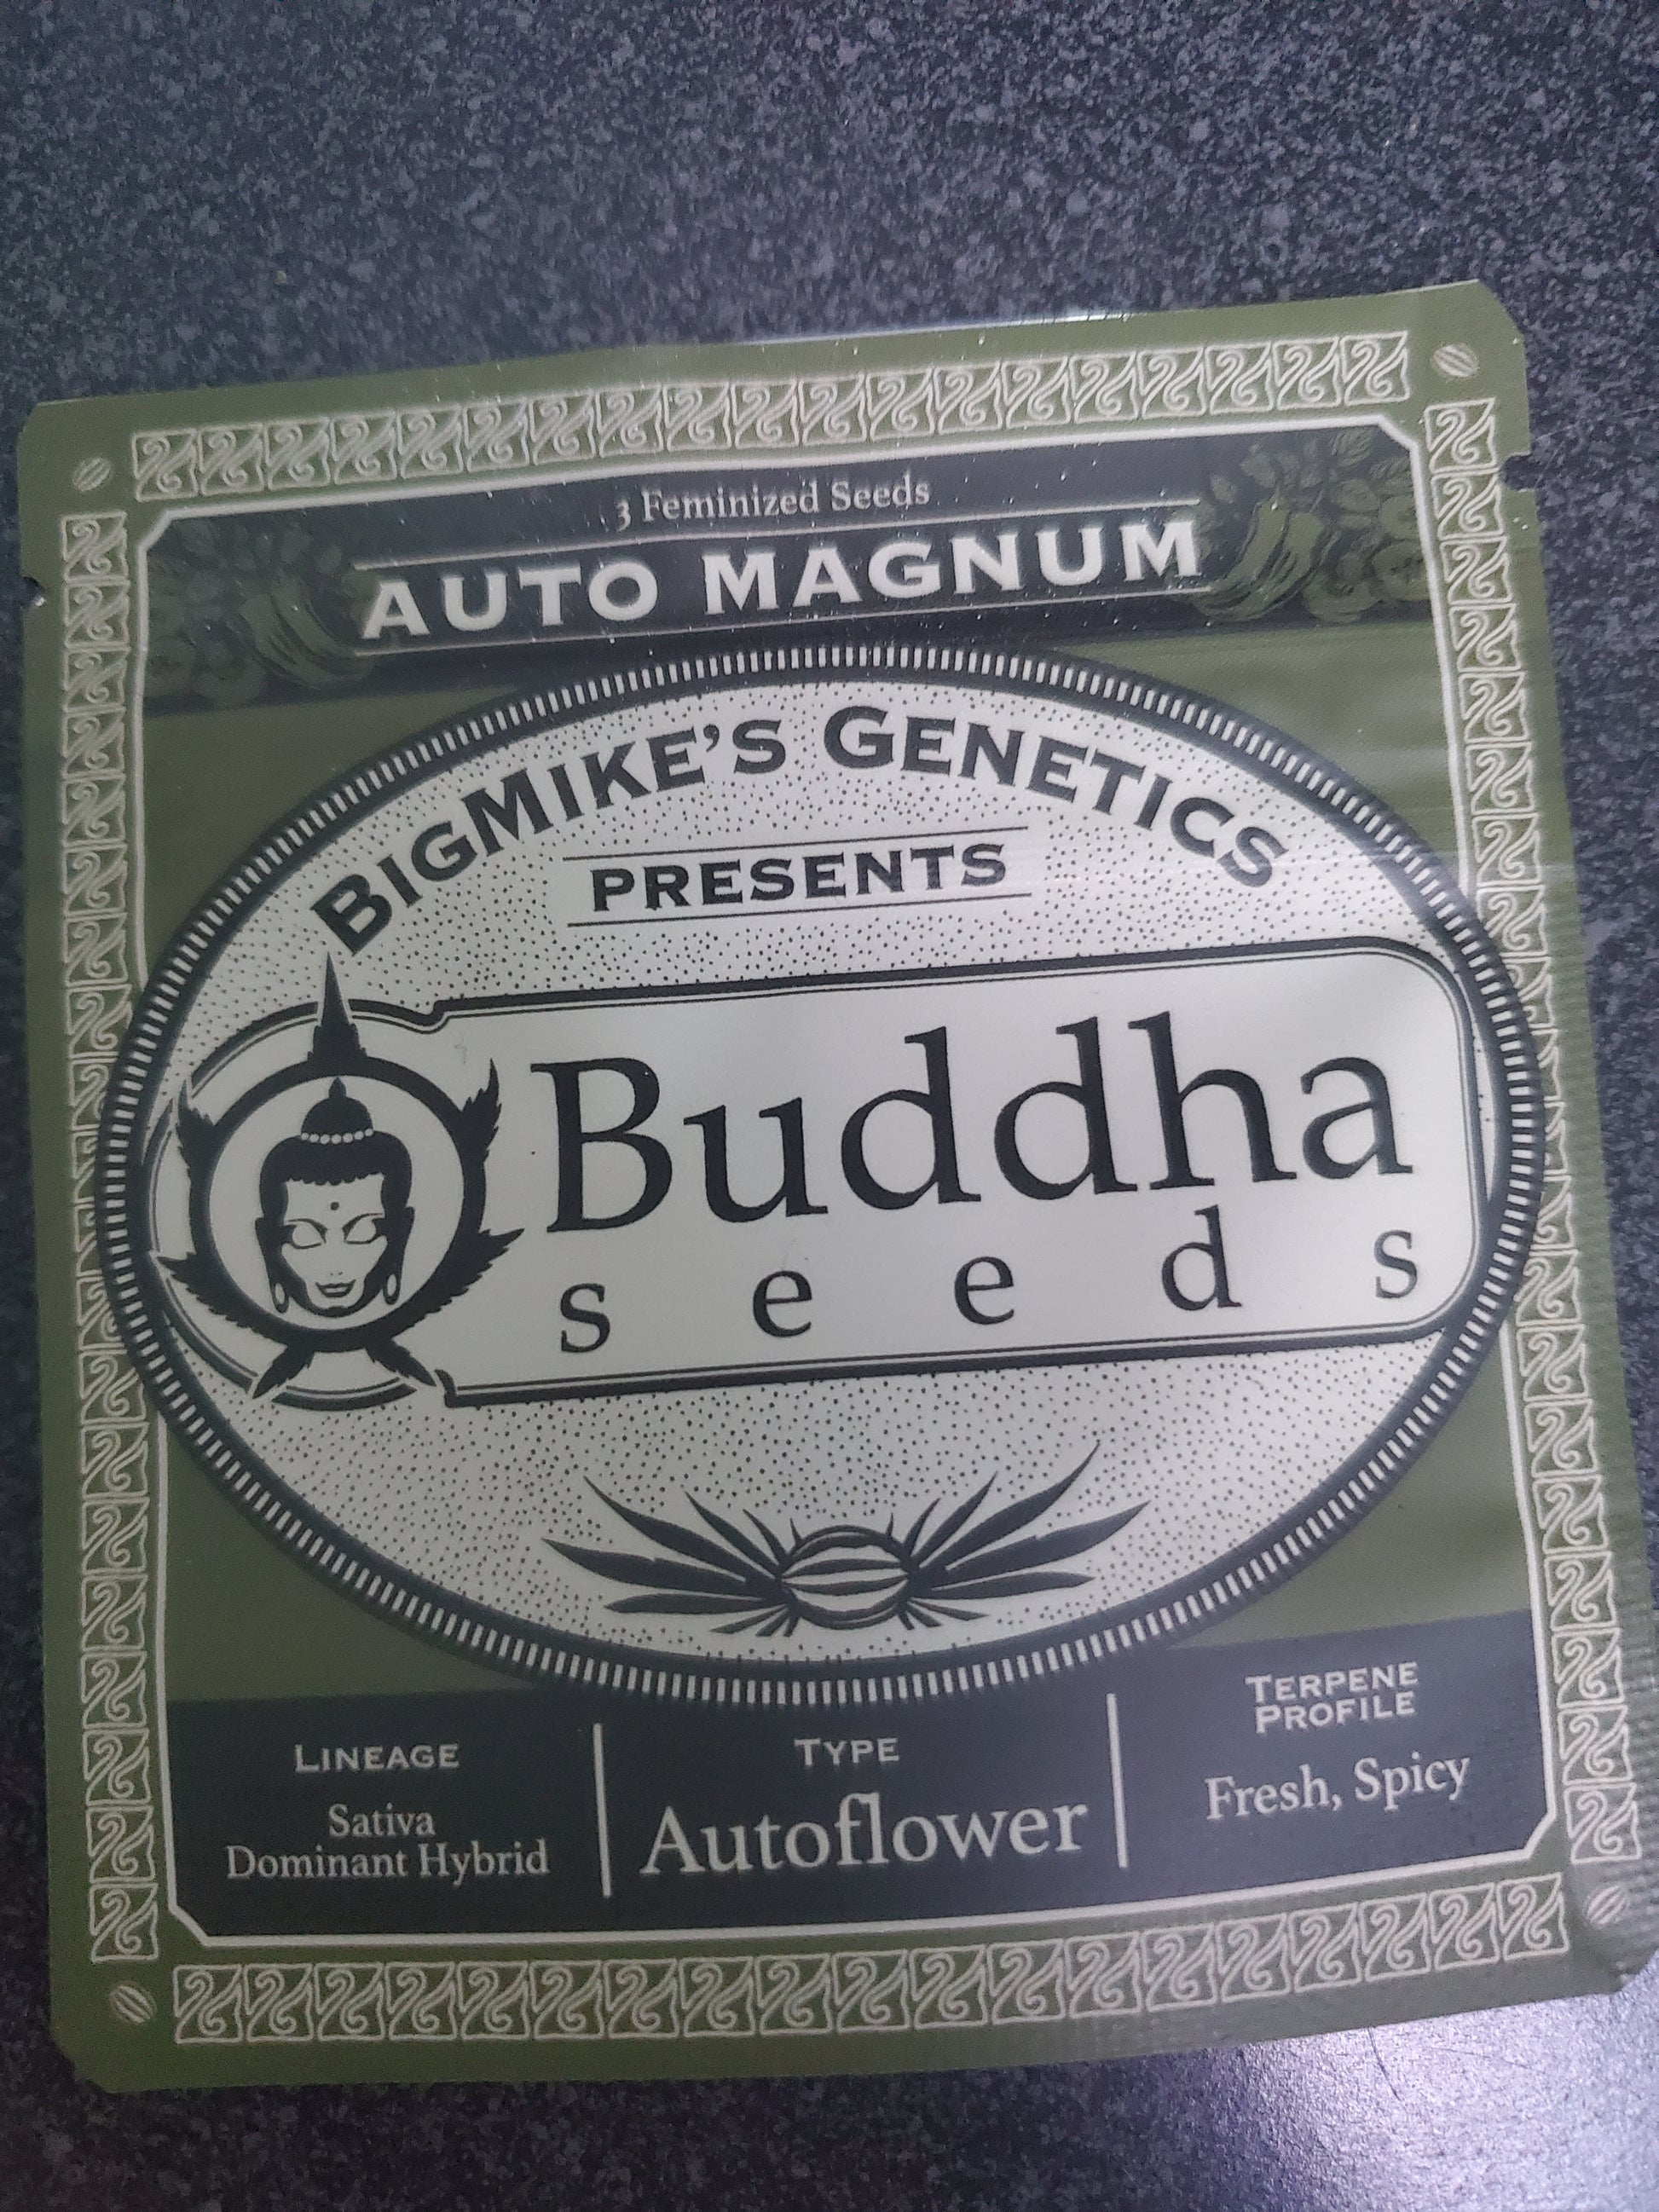 3 Feminized Seeds
AUTO MAGNUM
BIGMIKE'S GENETICS
PRESENTS
Buddha
seeds
LINEAGE
Sativa
Dominant Hybrid
TYPE
Autoflower
TERPENE
PROFILE
Fresh, Spicy